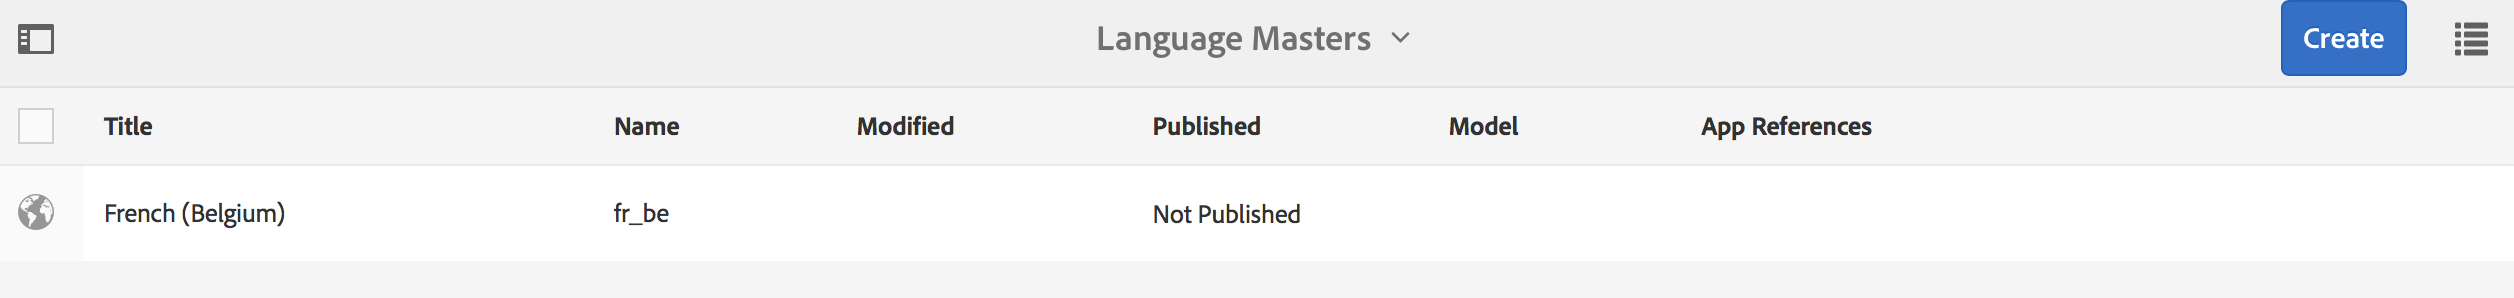 Language Masters
Create
Title Name Modified Published Model App References
French (Belgium) fr_be Not Published